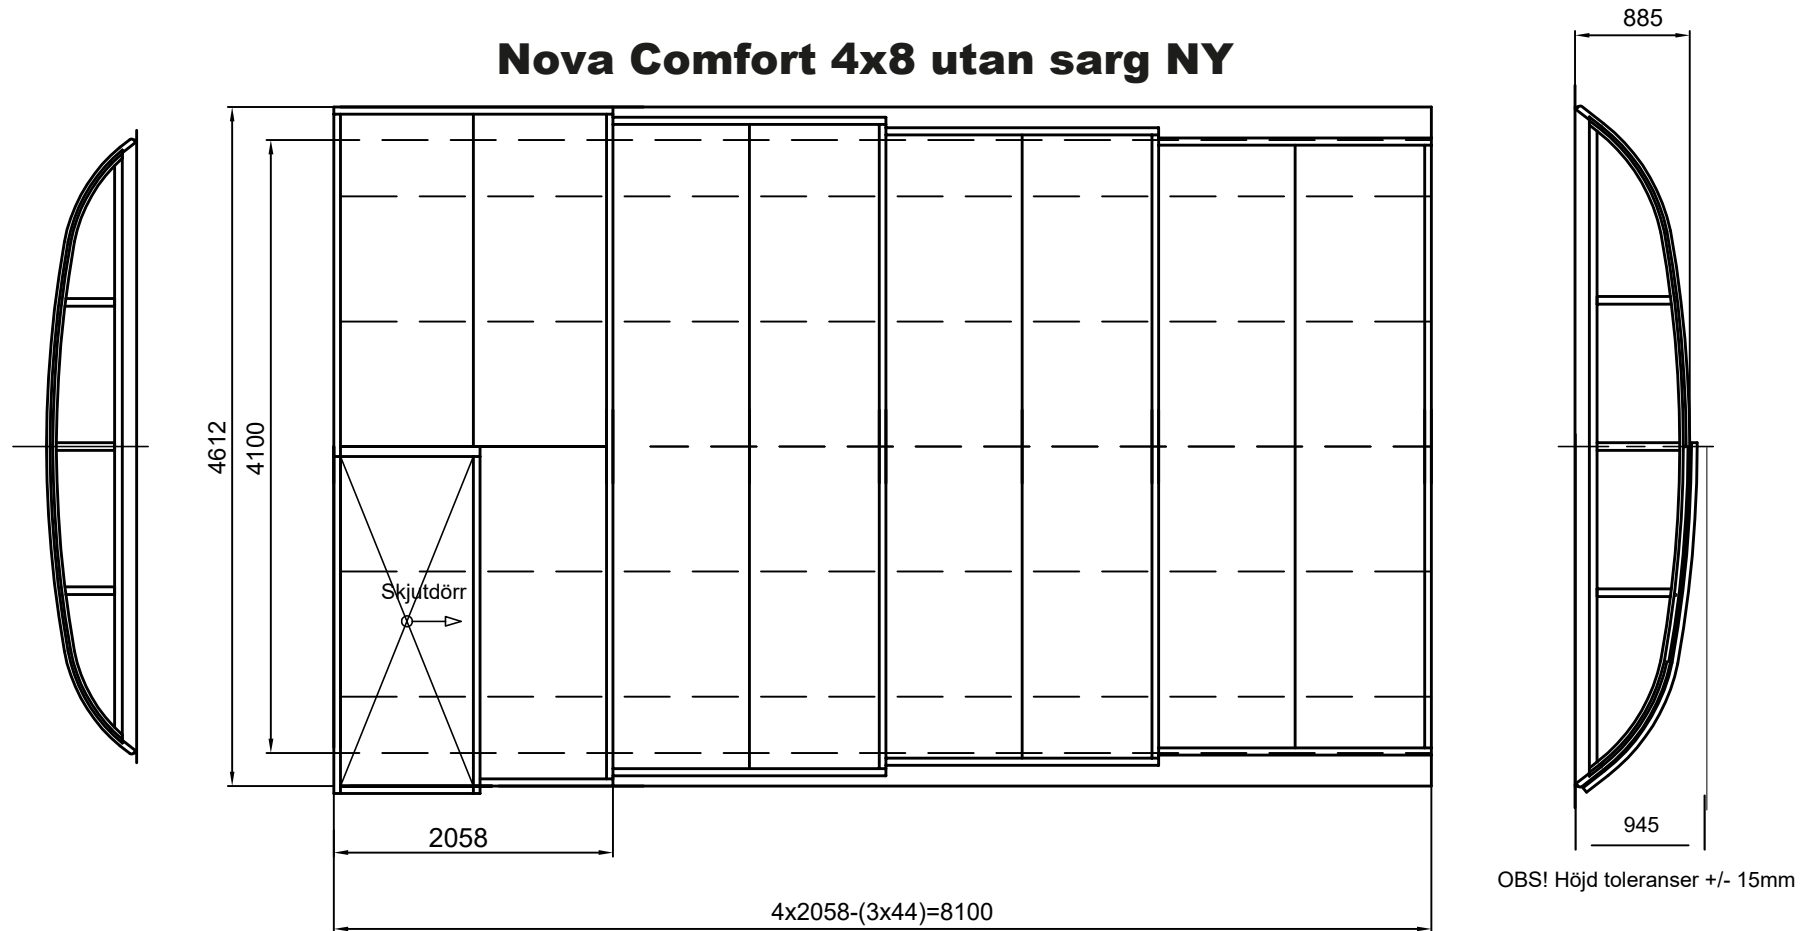 885
Nova Comfort 4x8 utan sarg NY
4612
4100
Skjutdörr
2058
945
OBS! Höjd toleranser +/- 15mm
4x2058-(3x44)=8100